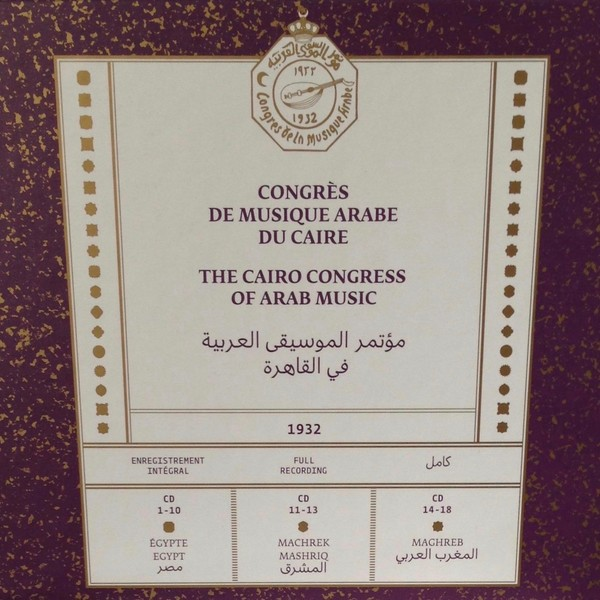 مؤتمر الموسيقى العربية
١٩٣٢
1932
Congrès de la Musique Arabe
CONGRÈS
DE MUSIQUE ARABE
DU CAIRE
THE CAIRO CONGRESS
OF ARAB MUSIC
مؤتمر الموسيقى العربية
في القاهرة
1932
ENREGISTREMENT
INTÉGRAL
FULL
RECORDING
كامل
CD
1-10
ÉGYPTE
EGYPT
مصر
CD
11-13
MACHREK
MASHRIQ
المشرق
CD
14-18
MAGHREB
المغرب العربي